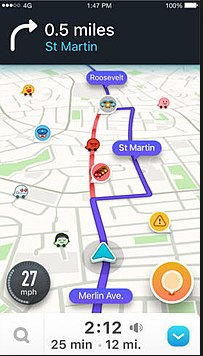 4G 1:47 PM 100%
0.5 miles
St Martin
Roosevelt
St Martin
27
mph
Merlin Ave.
2:12
25 min · 12 mi.